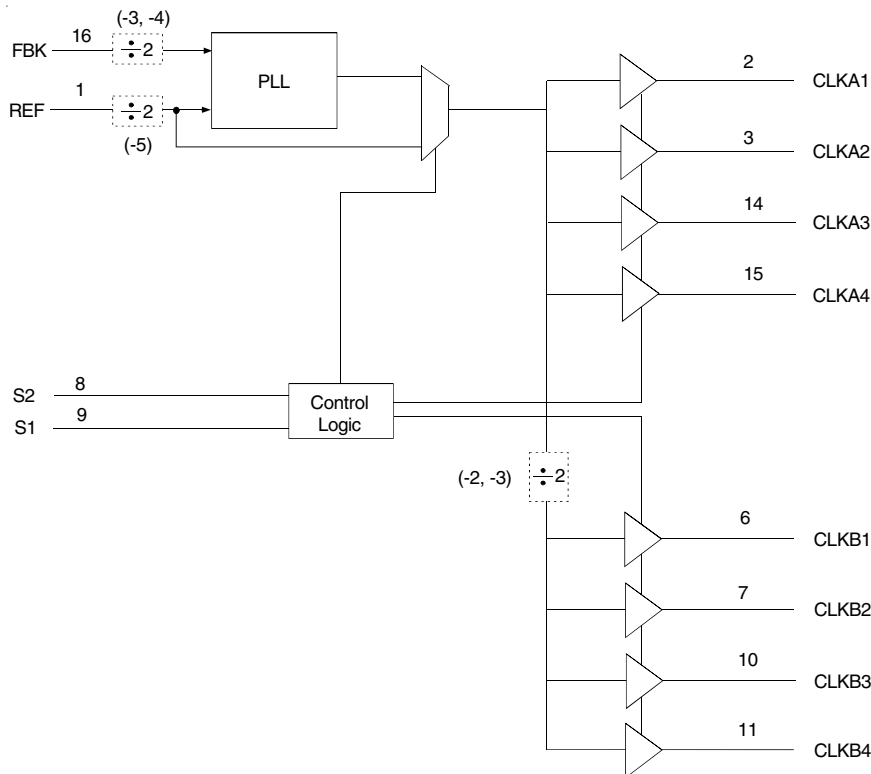 (-3, -4)
FBK 16 ÷2
PLL
REF 1 ÷2
(-5)
2 CLKA1
3 CLKA2
14 CLKA3
15 CLKA4
S2 8
S1 9
Control
Logic
(-2, -3) ÷2
6 CLKB1
7 CLKB2
10 CLKB3
11 CLKB4